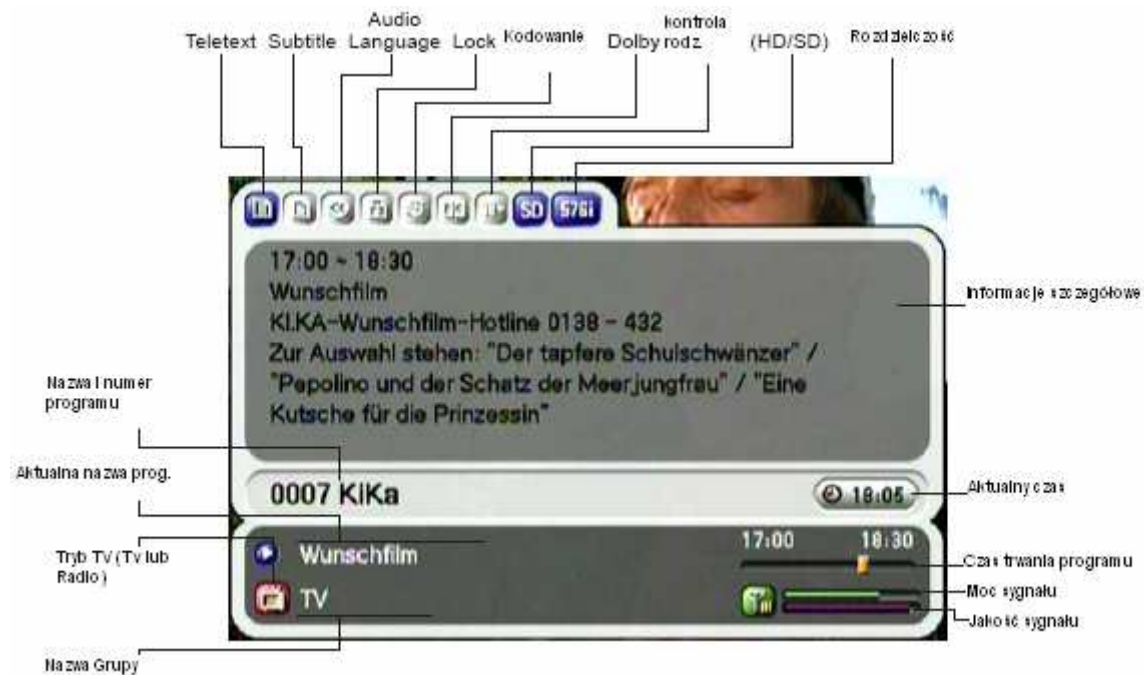 Audio
kontrola
Teletext Subtitle Language Lock Kodowanie Dolby rodz (HD/SD) Rozdzielczość
SD 576i
17:00 ~ 18:30
Wunschfilm
KI.KA-Wunschfilm-Hotline 0138 - 432
Zur Auswahl stehen: "Der tapfere Schulschwänzer" /
"Pepolino und der Schatz der Meerjungfrau" / "Eine
Kutsche für die Prinzessin"
Informacje szczegółowe
Nazwa i numer
programu
Aktualna nazwa prog.
0007 KiKa
18:05
Aktualny czas
Tryb TV (Tv lub
Radio)
Wunschfilm
17:00 18:30
Czas trwania programu
TV
Moc sygnału
Jakość sygnału
Nazwa Grupy